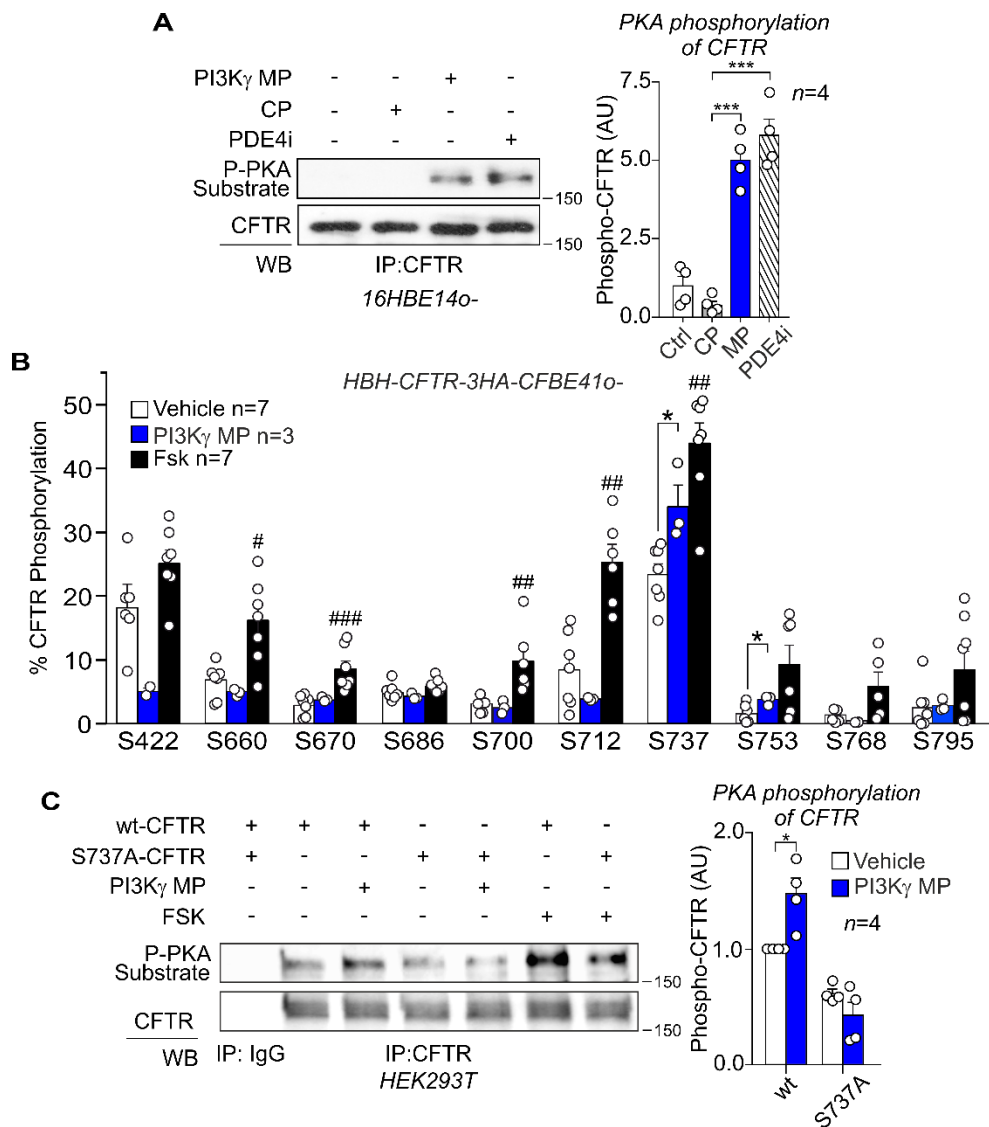 A
PI3Kγ MP - - + -
CP - + - -
PDE4i - - - +
P-PKA
Substrate
-150
CFTR
-150
WB IP:CFTR
16HBE14o-
PKA phosphorylation
of CFTR
Phospho-CFTR (AU)
7.5
5.0
2.5
0.0
*** ***
n=4
Ctrl CP MP PDE4i
B
HBH-CFTR-3HA-CFBE41o-
Vehicle n=7
PI3Kγ MP n=3
Fsk n=7
% CFTR Phosphorylation
50
40
30
20
10
0
# ### ## ## * ## *
S422 S660 S670 S686 S700 S712 S737 S753 S768 S795
C
wt-CFTR + + + - - + -
S737A-CFTR + - - + + - +
PI3Kγ MP - - + - + - -
FSK - - - - - + +
P-PKA
Substrate
-150
CFTR
-150
WB IP: IgG IP:CFTR
HEK293T
PKA phosphorylation
of CFTR
Phospho-CFTR (AU)
2.0
1.0
0.0
*
Vehicle
PI3Kγ MP
n=4
wt S737A